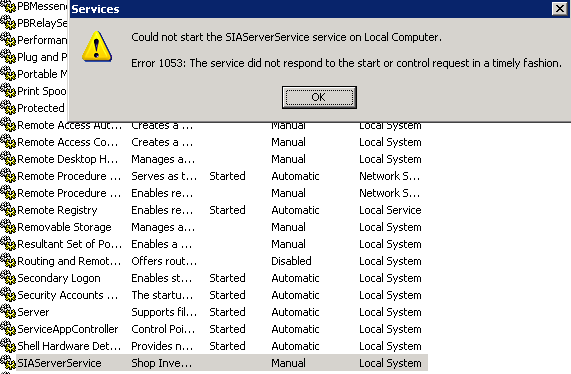 PBMessen
Services
PBRelaySe
Could not start the SIAServerService service on Local Computer.
Performan
Plug and P
Error 1053: The service did not respond to the start or control request in a timely fashion.
Portable M
Print Spoo
OK
Protected
Remote Access Aut... Creates a ... Manual Local System
Remote Access Co... Creates a ... Manual Local System
Remote Desktop H... Manages a... Manual Local System
Remote Procedure ... Serves as t... Started Automatic Network S...
Remote Procedure ... Enables re... Manual Network S...
Remote Registry Enables re... Started Automatic Local Service
Removable Storage Manages a... Manual Local System
Resultant Set of Po... Enables a ... Manual Local System
Routing and Remot... Offers rout... Disabled Local System
Secondary Logon Enables st... Started Automatic Local System
Security Accounts ... The startu... Started Automatic Local System
Server Supports fil... Started Automatic Local System
ServiceAppController Control Poi... Started Automatic Local System
Shell Hardware Det... Provides n... Started Automatic Local System
SIAServerService Shop Inve... Manual Local System